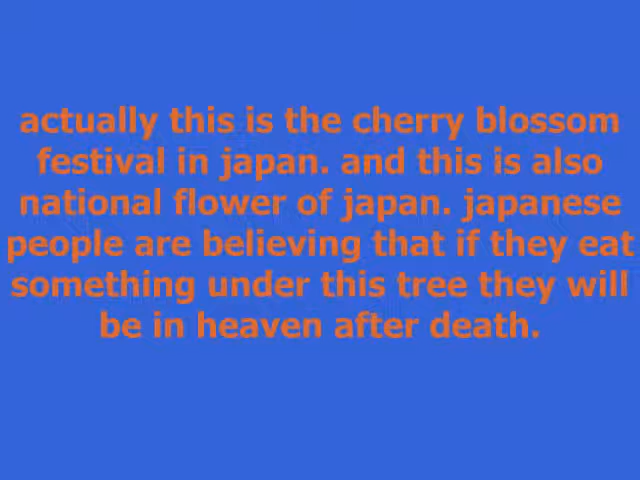 actually this is the cherry blossom
festival in japan. and this is also
national flower of japan. japanese
people are believing that if they eat
something under this tree they will
be in heaven after death.